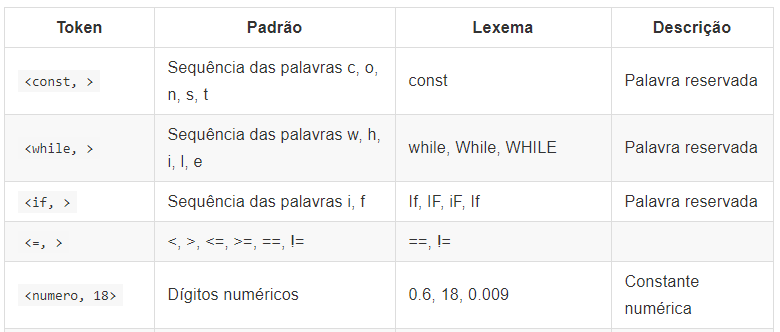 Token Padrão Lexema Descrição
<const, > Sequência das palavras c, o, n, s, t const Palavra reservada
<while, > Sequência das palavras w, h, i, l, e while, While, WHILE Palavra reservada
<if, > Sequência das palavras i, f If, IF, iF, If Palavra reservada
<=, > <, >, <=, >=, ==, != ==, !=
<numero, 18> Dígitos numéricos 0.6, 18, 0.009 Constante numérica